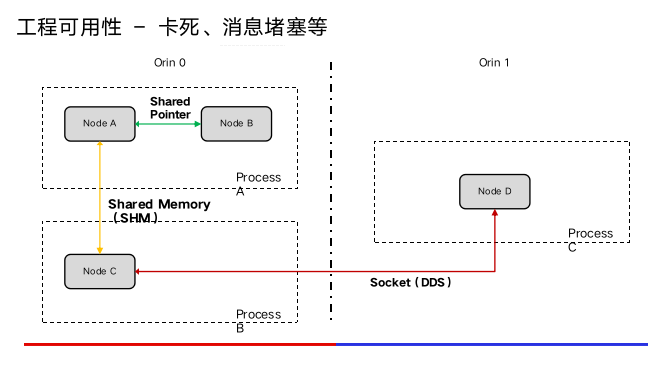 工程可用性 - 卡死、消息堵塞等
Orin 0
Orin 1
Shared
Pointer
Node A
Node B
Process
A
Node D
Shared Memory
(SHM)
Process
C
Node C
Socket (DDS)
Process
B